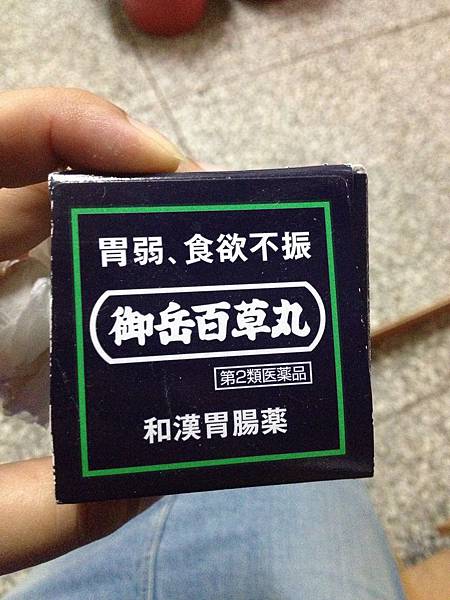 胃弱、食欲不振
御岳百草丸
第2類医薬品
和漢胃腸薬